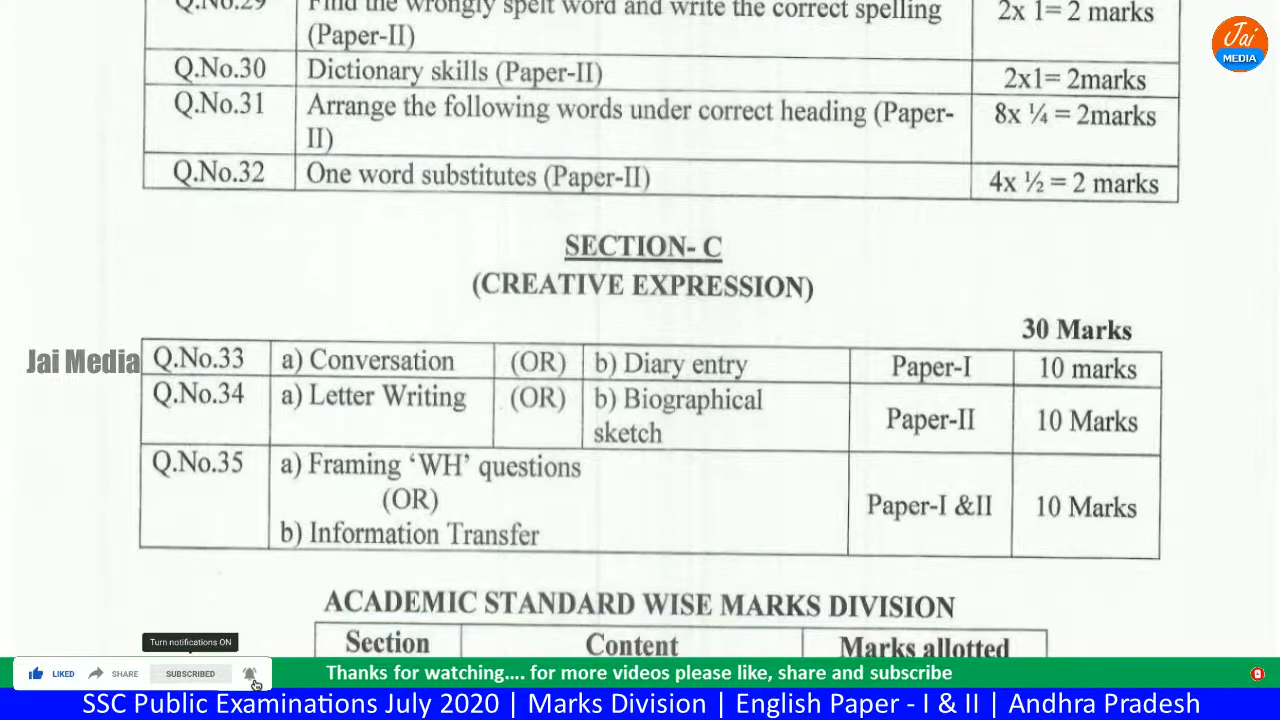 Q.No.29 Find the wrongly spelt word and write the correct spelling 2x 1= 2 marks
(Paper-II)
Q.No.30 Dictionary skills (Paper-II) 2x1= 2marks
Q.No.31 Arrange the following words under correct heading (Paper- 8x ¼ = 2marks
II)
Q.No.32 One word substitutes (Paper-II) 4x ½ = 2 marks
Jai
MEDIA
SECTION- C
(CREATIVE EXPRESSION)
30 Marks
Jai Media
Q.No.33 a) Conversation (OR) b) Diary entry Paper-I 10 marks
Q.No.34 a) Letter Writing (OR) b) Biographical
sketch Paper-II 10 Marks
Q.No.35 a) Framing ‘WH’ questions
(OR) Paper-I &II 10 Marks
b) Information Transfer
ACADEMIC STANDARD WISE MARKS DIVISION
Section Content Marks allotted
Turn notifications ON
LIKED SHARE SUBSCRIBED
Thanks for watching.... for more videos please like, share and subscribe
SSC Public Examinations July 2020 | Marks Division | English Paper - I & II | Andhra Pradesh